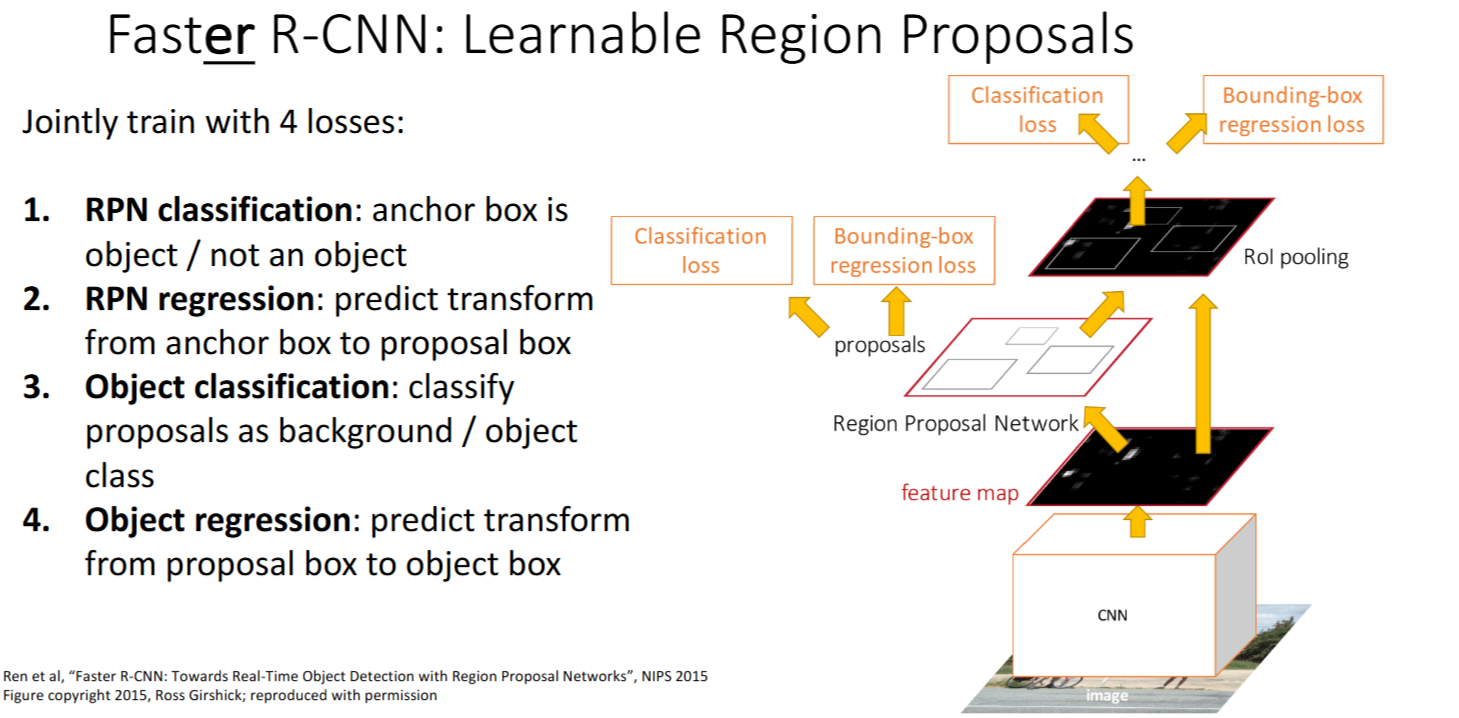 Faster R-CNN: Learnable Region Proposals
Jointly train with 4 losses:
1. RPN classification: anchor box is
object / not an object
2. RPN regression: predict transform
from anchor box to proposal box
3. Object classification: classify
proposals as background / object
class
4. Object regression: predict transform
from proposal box to object box
Classification
loss
Bounding-box
regression loss
...
Classification
loss
Bounding-box
regression loss
RoI pooling
proposals
Region Proposal Network
feature map
CNN
image
Ren et al, “Faster R-CNN: Towards Real-Time Object Detection with Region Proposal Networks”, NIPS 2015
Figure copyright 2015, Ross Girshick; reproduced with permission